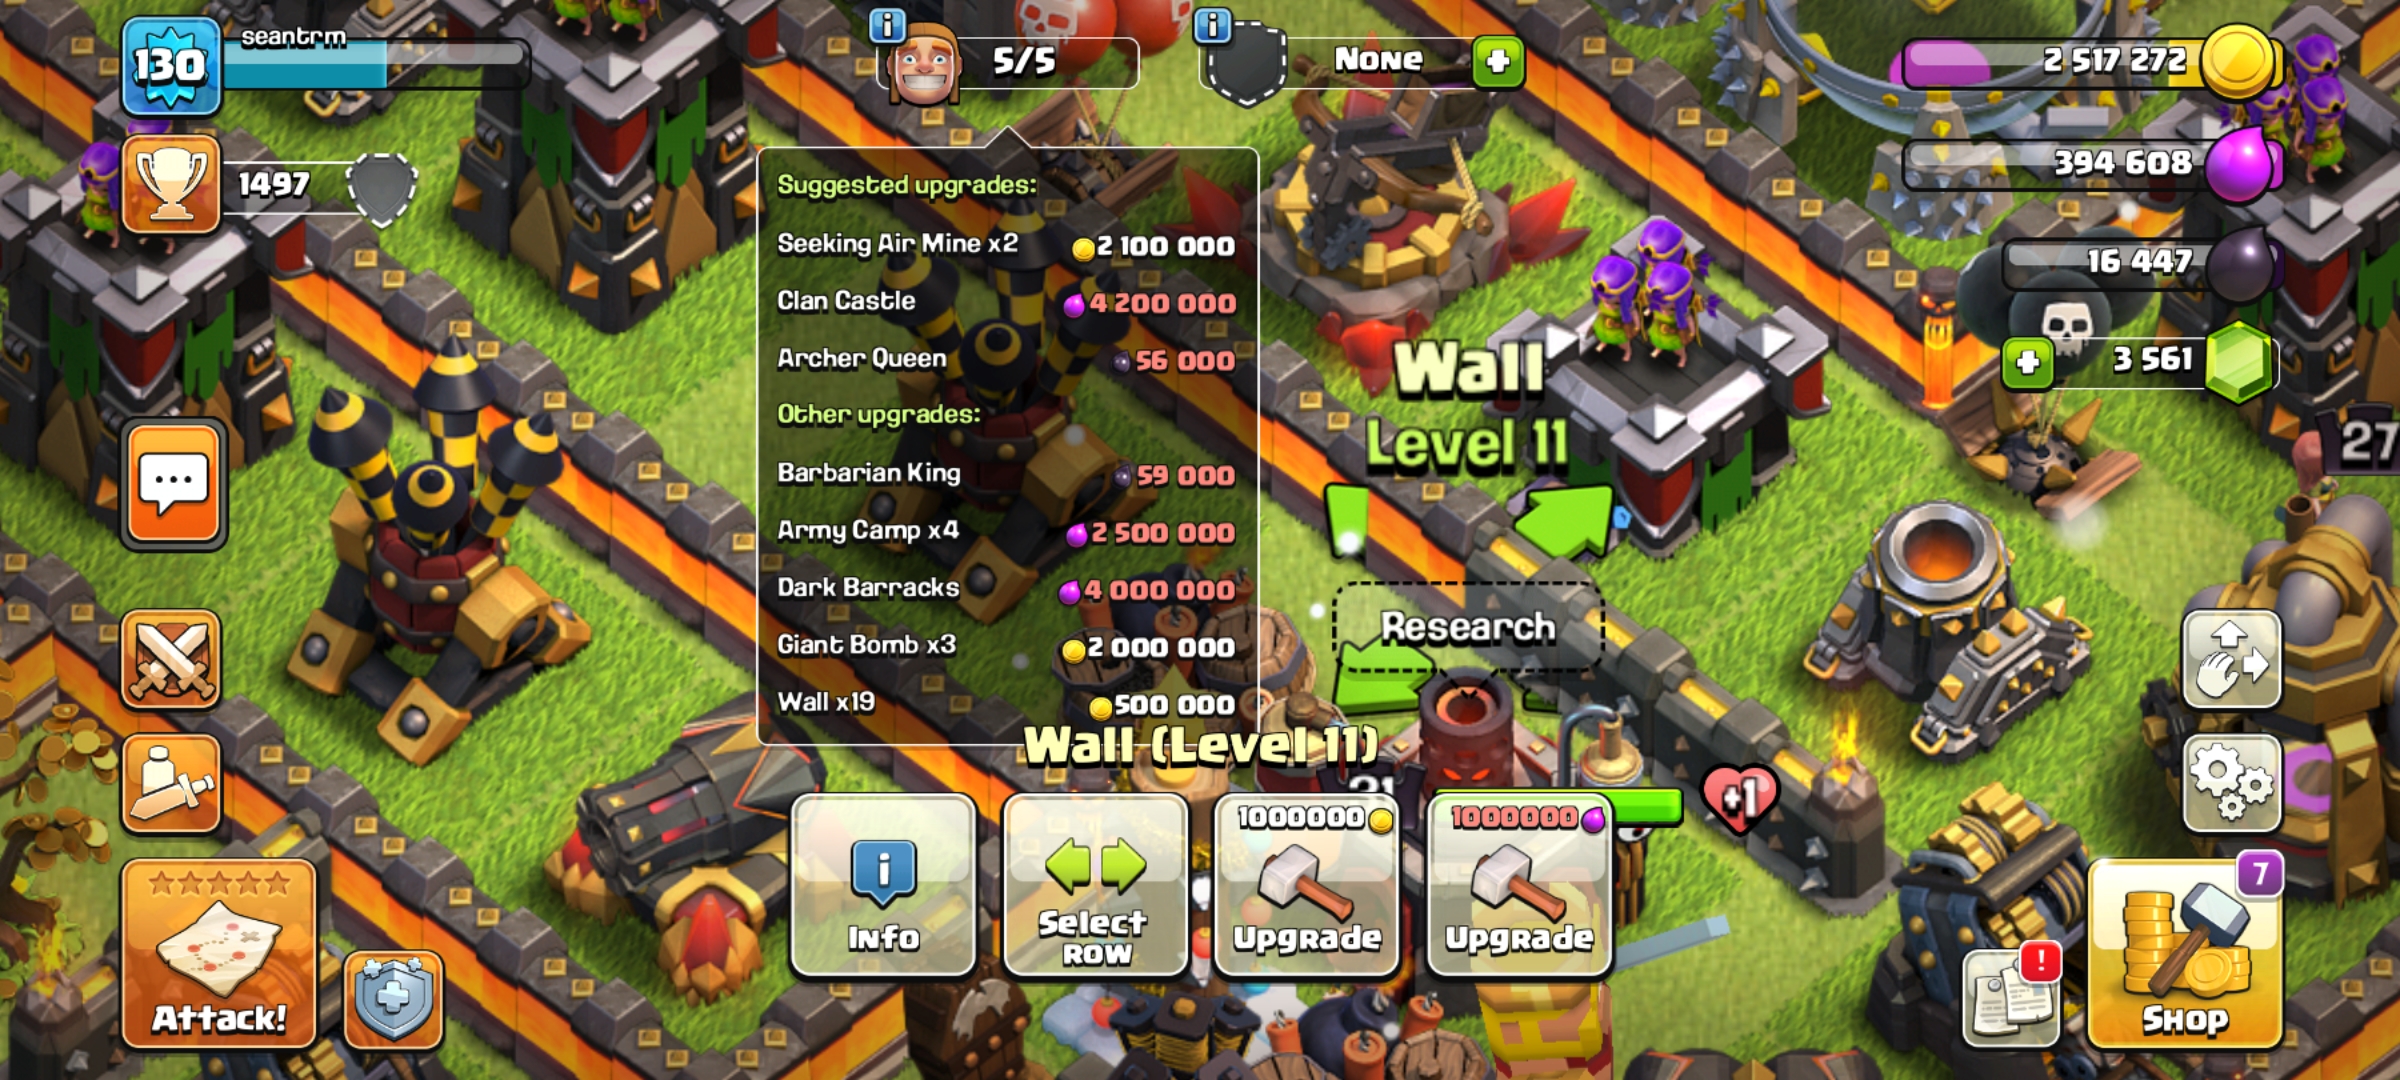 130
seantrm
5/5
None
2 517 272
1497
394 608
16 447
3 561
Suggested upgrades:
Seeking Air Mine x2 2 100 000
Clan Castle 4 200 000
Archer Queen 56 000
Other upgrades:
Barbarian King 59 000
Army Camp x4 2 500 000
Dark Barracks 4 000 000
Giant Bomb x3 2 000 000
Wall x19 500 000
Wall
Level 11
27
Research
Wall (Level 11)
+1
Info
Select
Row
1000000
Upgrade
1000000
Upgrade
Attack!
7
!
Shop